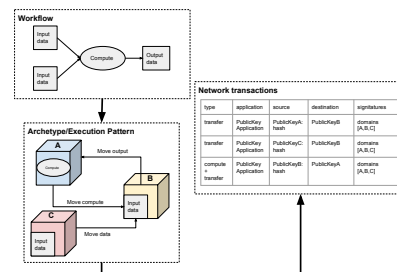 Workflow
Input
data
Compute
Output
data
Input
data
Archetype/Execution Pattern
A
Move output
Compute
B
Move compute
Input
data
C
Move data
Input
data
Network transactions
type application source destination signitatures
transfer PublicKey Application PublicKeyA: hash PublicKeyB domains [A,B,C]
transfer PublicKey Application PublicKeyC: hash PublicKeyB domains [A,B,C]
compute + transfer PublicKey Application PublicKeyB: hash PublicKeyA domains [A,B,C]